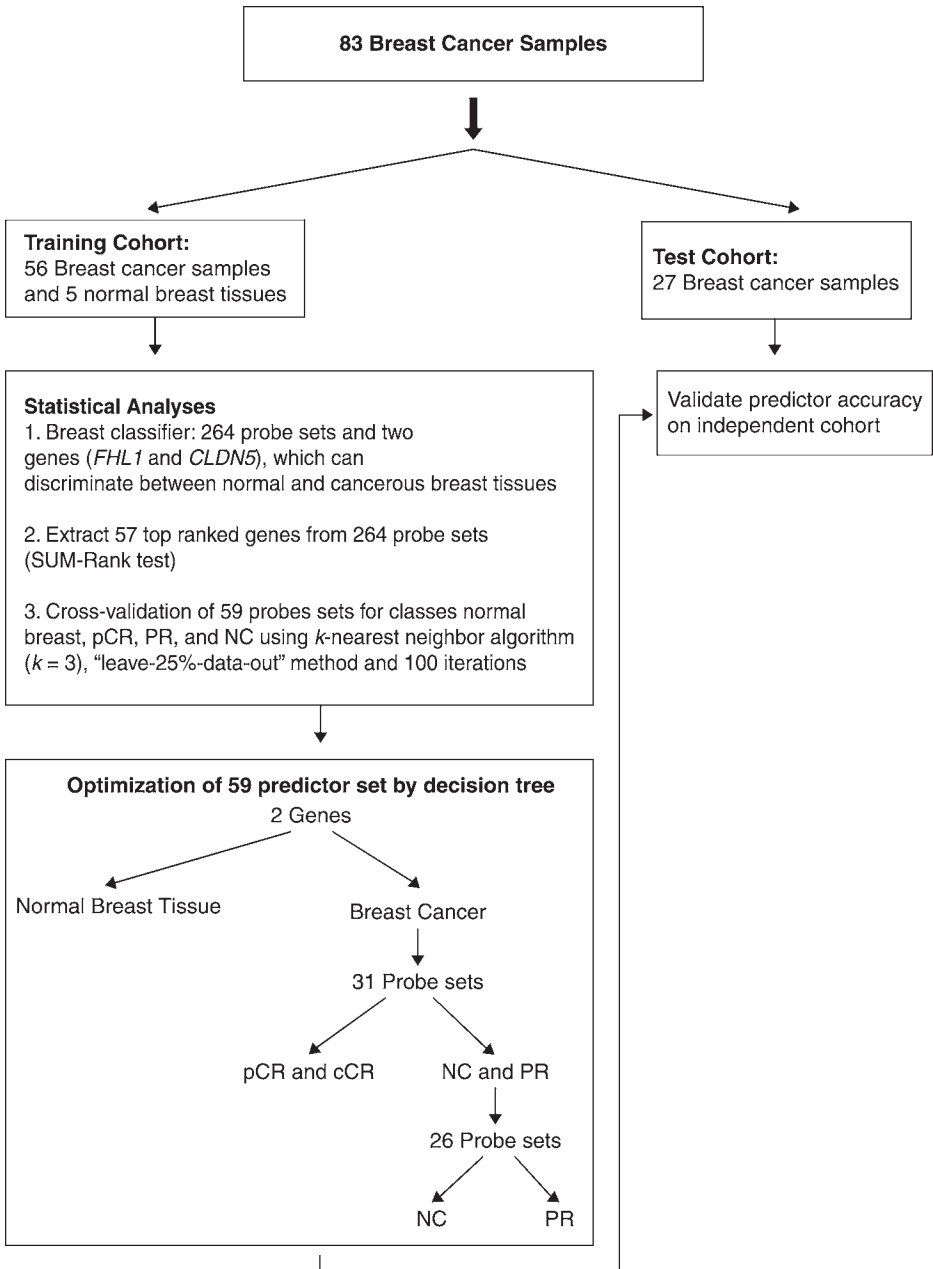 83 Breast Cancer Samples
Training Cohort:
56 Breast cancer samples
and 5 normal breast tissues
Test Cohort:
27 Breast cancer samples
Statistical Analyses
1. Breast classifier: 264 probe sets and two
genes (FHL1 and CLDN5), which can
discriminate between normal and cancerous breast tissues
2. Extract 57 top ranked genes from 264 probe sets
(SUM-Rank test)
3. Cross-validation of 59 probes sets for classes normal
breast, pCR, PR, and NC using k-nearest neighbor algorithm
(k = 3), “leave-25%-data-out” method and 100 iterations
Validate predictor accuracy
on independent cohort
Optimization of 59 predictor set by decision tree
2 Genes
Normal Breast Tissue
Breast Cancer
31 Probe sets
pCR and cCR
NC and PR
26 Probe sets
NC
PR